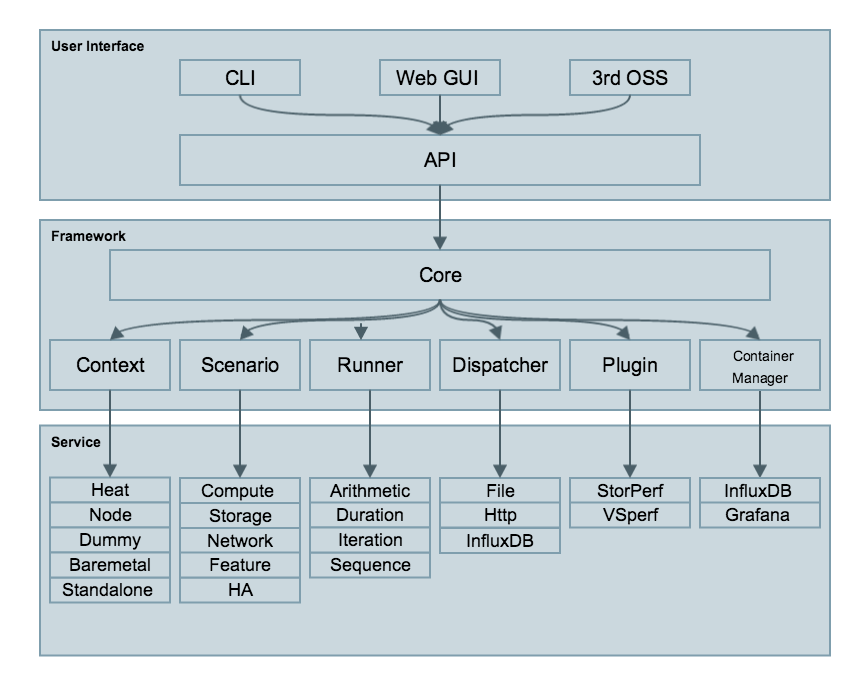 User Interface
CLI
Web GUI
3rd OSS
API
Framework
Core
Context
Scenario
Runner
Dispatcher
Plugin
Container
Manager
Service
Heat
Node
Dummy
Baremetal
Standalone
Compute
Storage
Network
Feature
HA
Arithmetic
Duration
Iteration
Sequence
File
Http
InfluxDB
StorPerf
VSperf
InfluxDB
Grafana